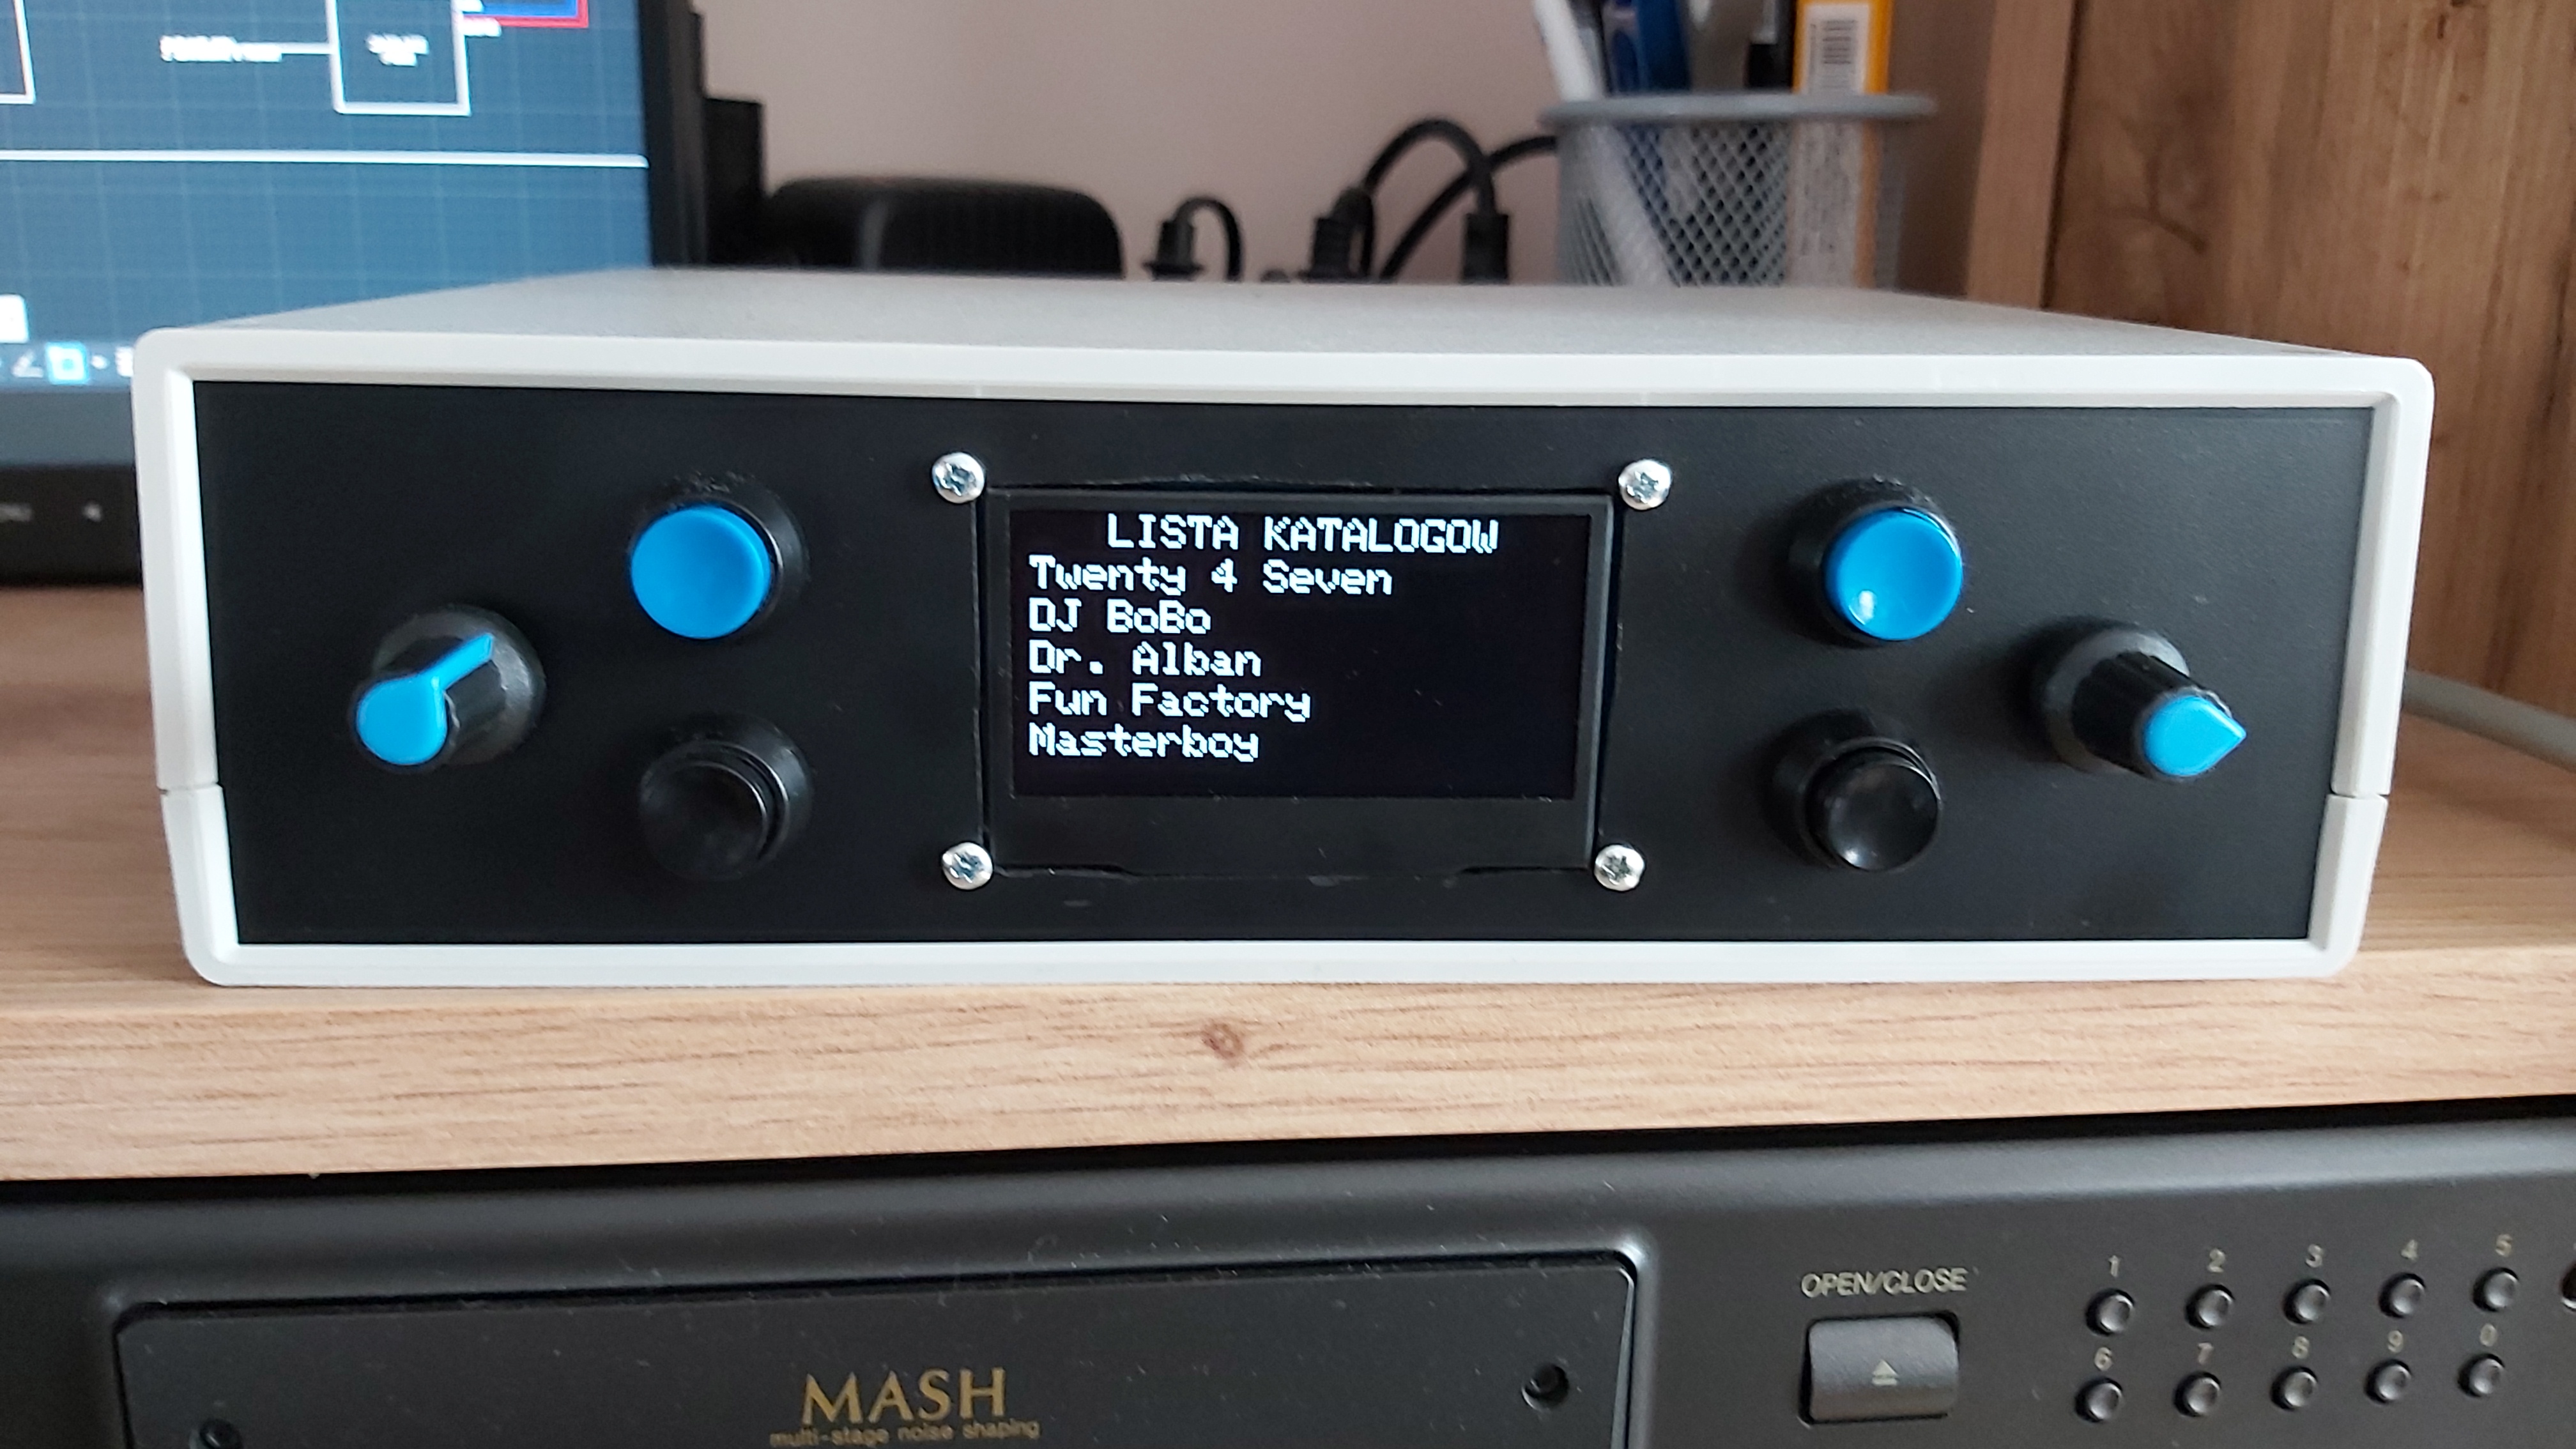 LISTA KATALOGOW
Twenty 4 Seven
DJ BoBo
Dr. Alban
Fun Factory
Masterboy
OPEN/CLOSE
1 2 3 4 5
6 7 8 9 0
MASH
multi-stage noise shaping